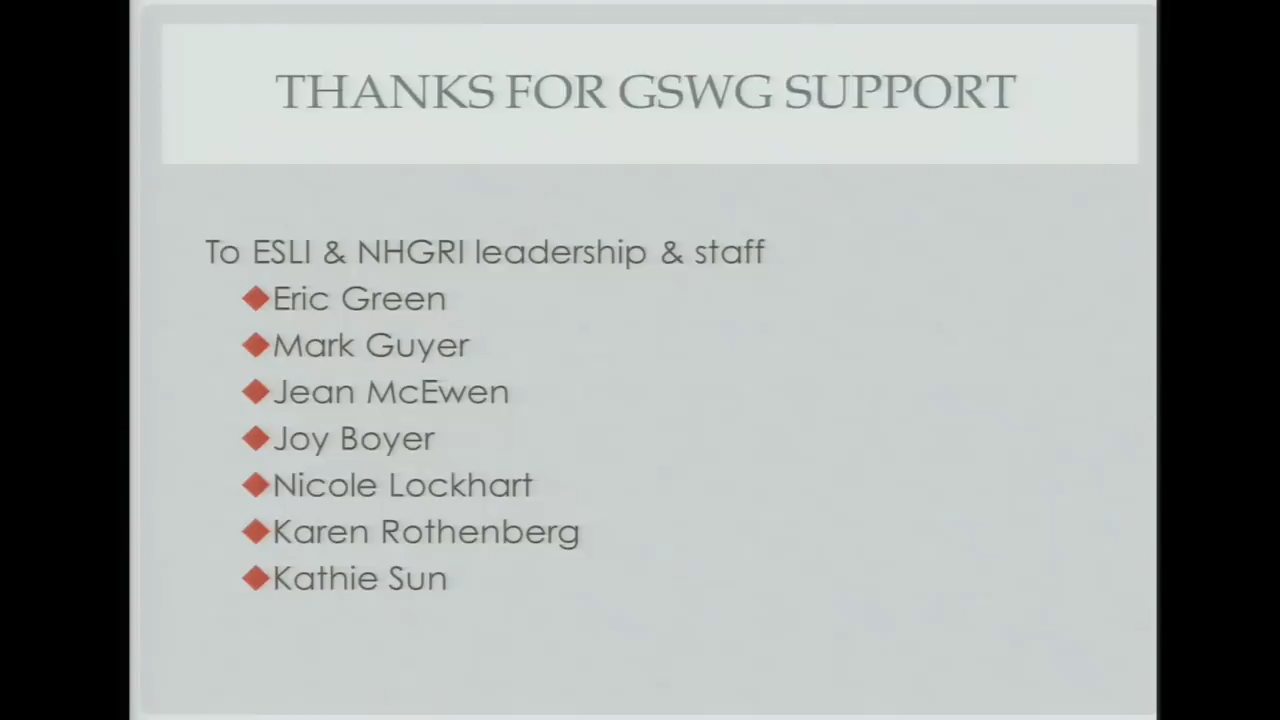 THANKS FOR GSWG SUPPORT
To ESLI & NHGRI leadership & staff
Eric Green
Mark Guyer
Jean McEwen
Joy Boyer
Nicole Lockhart
Karen Rothenberg
Kathie Sun